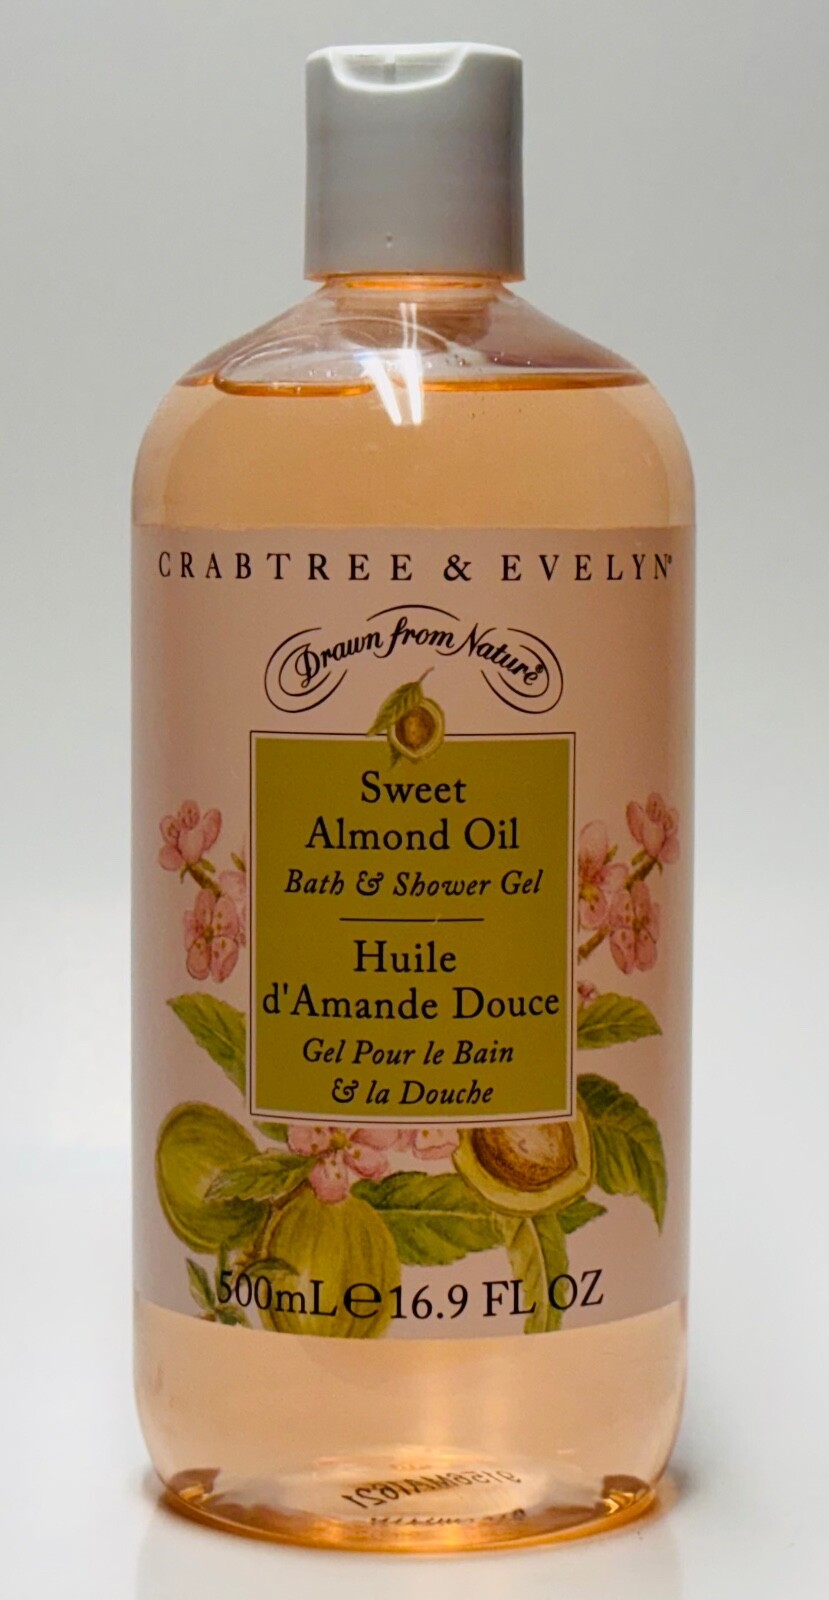 CRABTREE & EVELYN®
Drawn from Nature®
Sweet
Almond Oil
Bath & Shower Gel
Huile
d'Amande Douce
Gel Pour le Bain
& la Douche
500mL℮16.9 FL OZ